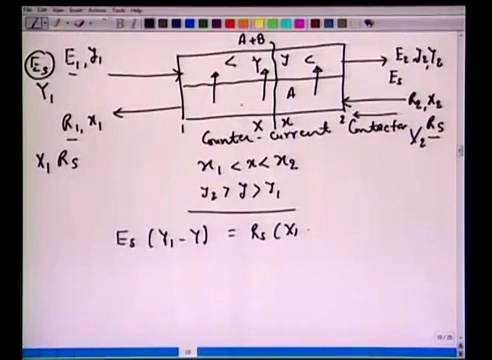 A+B
E_s E_1, y_1 < Y y < E_2, y_2 Y_2
E_s
Y_1 A R_2, x_2
R_1, x_1 1 X x 2 Contactor X_2 R_s
Counter-current
X_1 R_s
x_1 < x < x_2
y_2 > y > y_1
E_s (Y_1 - Y) = R_s (X_1 -